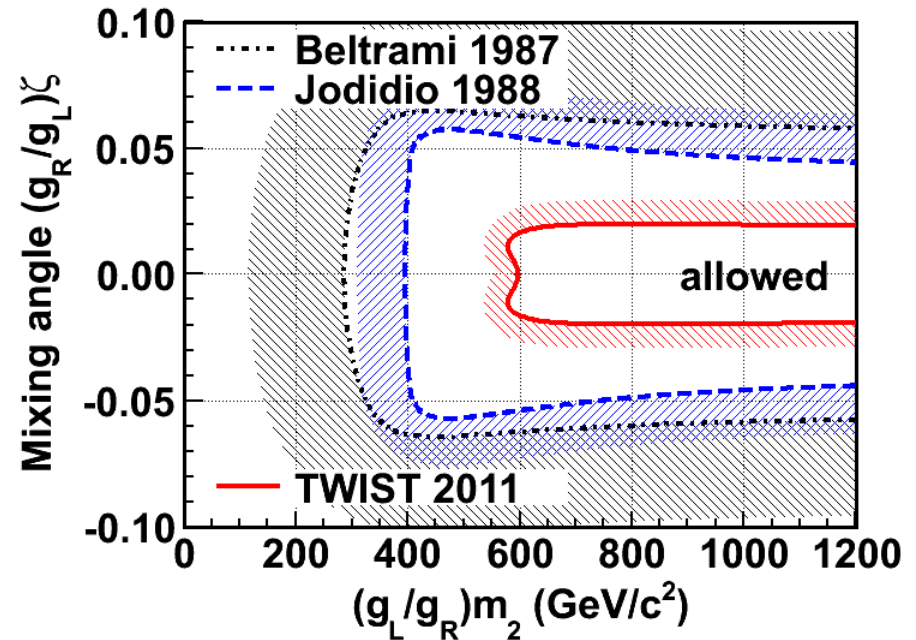 0.10
0.05
0.00
-0.05
-0.10
Mixing angle (g_R/g_L)ζ
Beltrami 1987
Jodidio 1988
allowed
TWIST 2011
0 200 400 600 800 1000 1200
(g_L/g_R)m_2 (GeV/c^2)